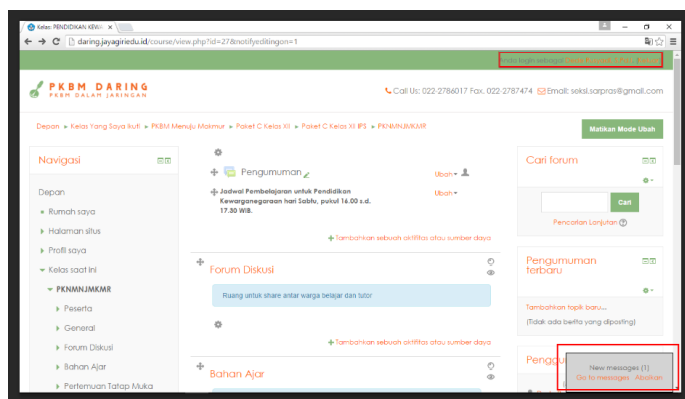 Kelas: PENDIDIKAN KEWA
daring.jayagiriedu.id/course/view.php?id=27&notifyeditingon=1
Anda login sebagai
PKBM DARING
PKBM DALAM JARINGAN
Call Us: 022-2786017 Fax. 022-2787474 Email: seksi.sarpras@gmail.com
Depan ▸ Kelas Yang Saya Ikuti ▸ PKBM Menuju Makmur ▸ Paket C Kelas XII ▸ Paket C Kelas XII IPS ▸ PKNMNJMKMR
Matikan Mode Ubah
Navigasi
Depan
Rumah saya
Halaman situs
Profil saya
Kelas saat ini
PKNMNJMKMR
Peserta
General
Forum Diskusi
Bahan Ajar
Pertemuan Tatap Muka
Pengumuman
Ubah
Jadwal Pembelajaran untuk Pendidikan
Kewarganegaraan hari Sabtu, pukul 16.00 s.d.
17.30 WIB.
Ubah
Tambahkan sebuah aktifitas atau sumber daya
Forum Diskusi
Ruang untuk share antar warga belajar dan tutor
Tambahkan sebuah aktifitas atau sumber daya
Bahan Ajar
Cari forum
Cari
Pencarian Lanjutan
Pengumuman
terbaru
Tambahkan topik baru...
(Tidak ada berita yang diposting)
Penggu
New messages (1)
Go to messages Abaikan